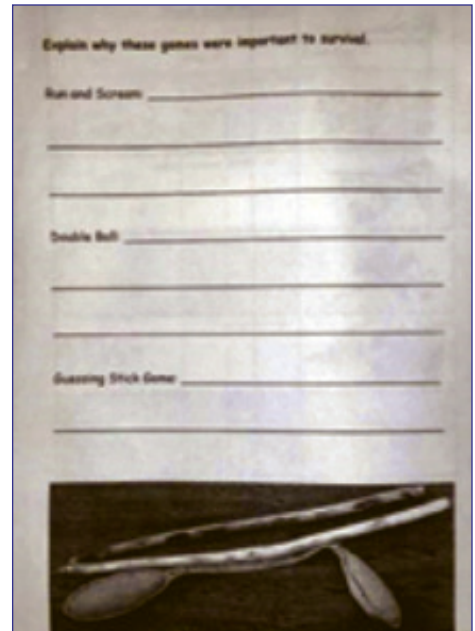 Explain why these games were important to survival.
Run and Scream:
Double Ball:
Guessing Stick Game: